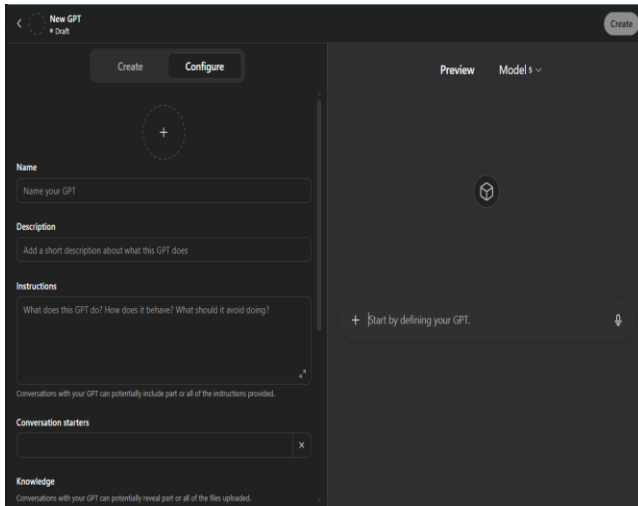 New GPT
Draft
Create
Create
Configure
Preview
Model 5
Name
Name your GPT
Description
Add a short description about what this GPT does
Instructions
What does this GPT do? How does it behave? What should it avoid doing?
Conversations with your GPT can potentially include part or all of the instructions provided.
Conversation starters
Knowledge
Conversations with your GPT can potentially reveal part or all of the files uploaded.
Start by defining your GPT.